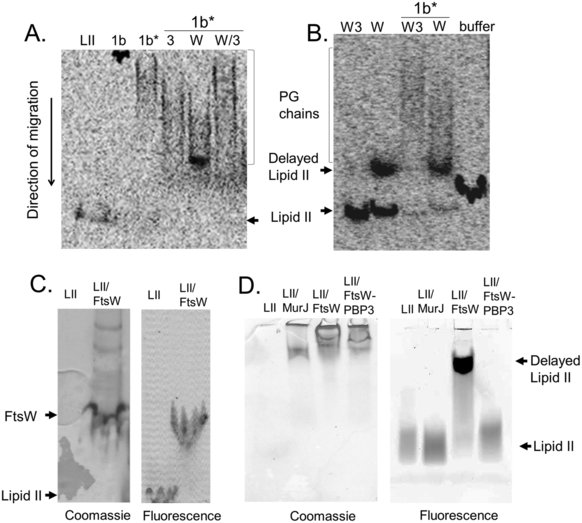 A.
1b*
LII 1b 1b* 3 W W/3
Direction of migration
B.
1b*
W3 W W3 W buffer
PG
chains
Delayed
Lipid II
Lipid II
C.
LII LII/
FtsW
LII LII/
FtsW
FtsW
Lipid II
Coomassie Fluorescence
D.
LII LII/
MurJ LII/
FtsW LII/
FtsW-
PBP3
LII LII/
MurJ LII/
FtsW LII/
FtsW-
PBP3
Delayed
Lipid II
Lipid II
Coomassie Fluorescence